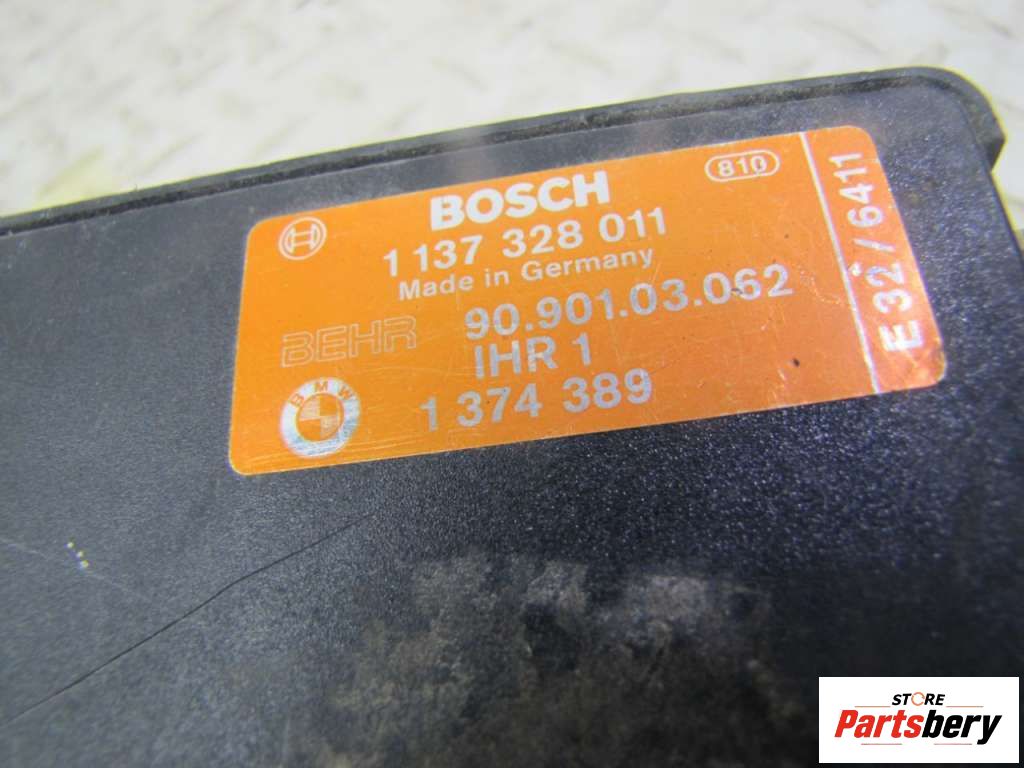 810
BOSCH
1 137 328 011
Made in Germany
BEHR 90.901.03.062
IHR 1
BMW 1 374 389
E 32 / 6411
STORE
Partsbery